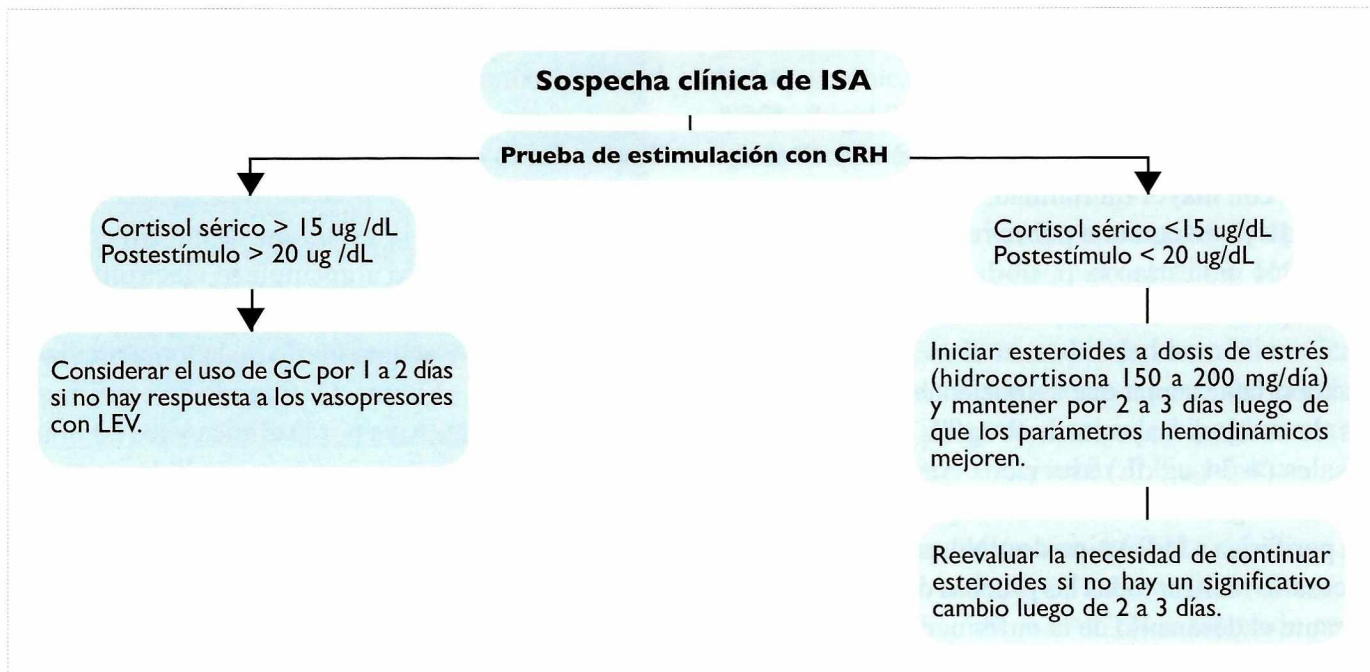 Sospecha clínica de ISA
Prueba de estimulación con CRH
Cortisol sérico > 15 ug /dL
Postestímulo > 20 ug /dL
Considerar el uso de GC por 1 a 2 días
si no hay respuesta a los vasopresores
con LEV.
Cortisol sérico <15 ug/dL
Postestímulo < 20 ug/dL
Iniciar esteroides a dosis de estrés
(hidrocortisona 150 a 200 mg/día)
y mantener por 2 a 3 días luego de
que los parámetros hemodinámicos
mejoren.
Reevaluar la necesidad de continuar
esteroides si no hay un significativo
cambio luego de 2 a 3 días.